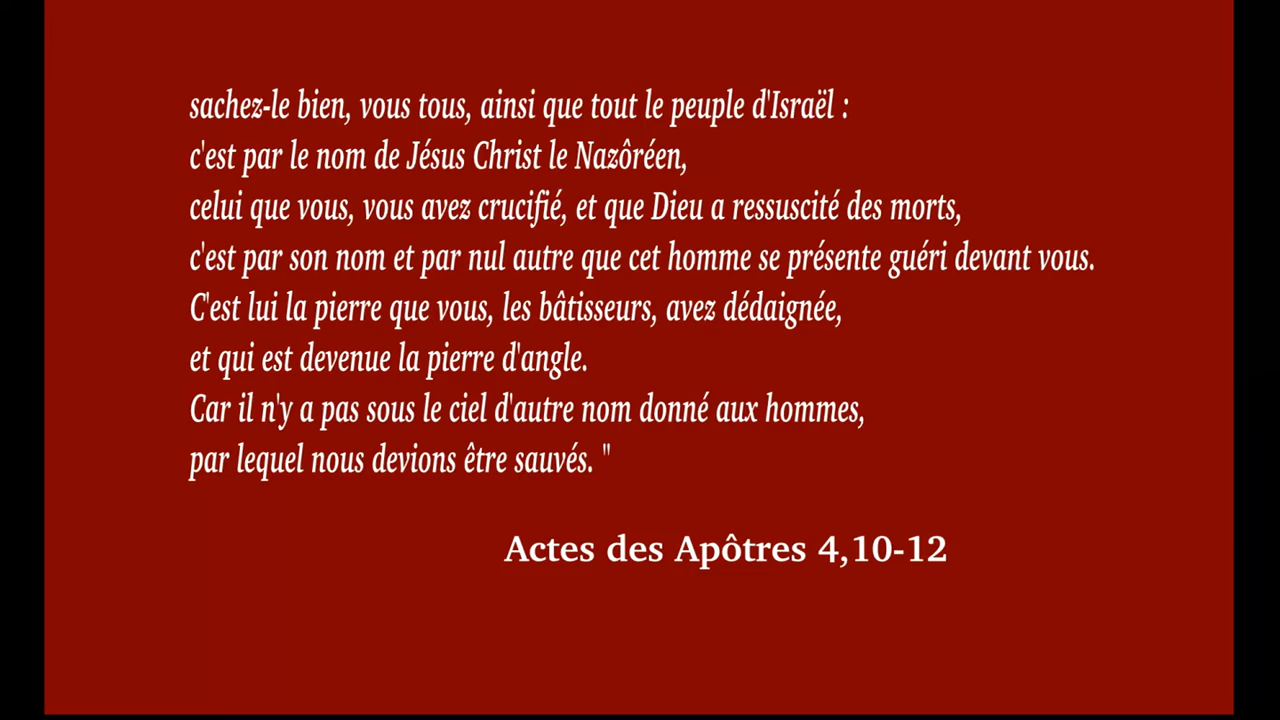 sachez-le bien, vous tous, ainsi que tout le peuple d'Israël :
c'est par le nom de Jésus Christ le Nazôréen,
celui que vous, vous avez crucifié, et que Dieu a ressuscité des morts,
c'est par son nom et par nul autre que cet homme se présente guéri devant vous.
C'est lui la pierre que vous, les bâtisseurs, avez dédaignée,
et qui est devenue la pierre d'angle.
Car il n'y a pas sous le ciel d'autre nom donné aux hommes,
par lequel nous devions être sauvés. "
Actes des Apôtres 4,10-12